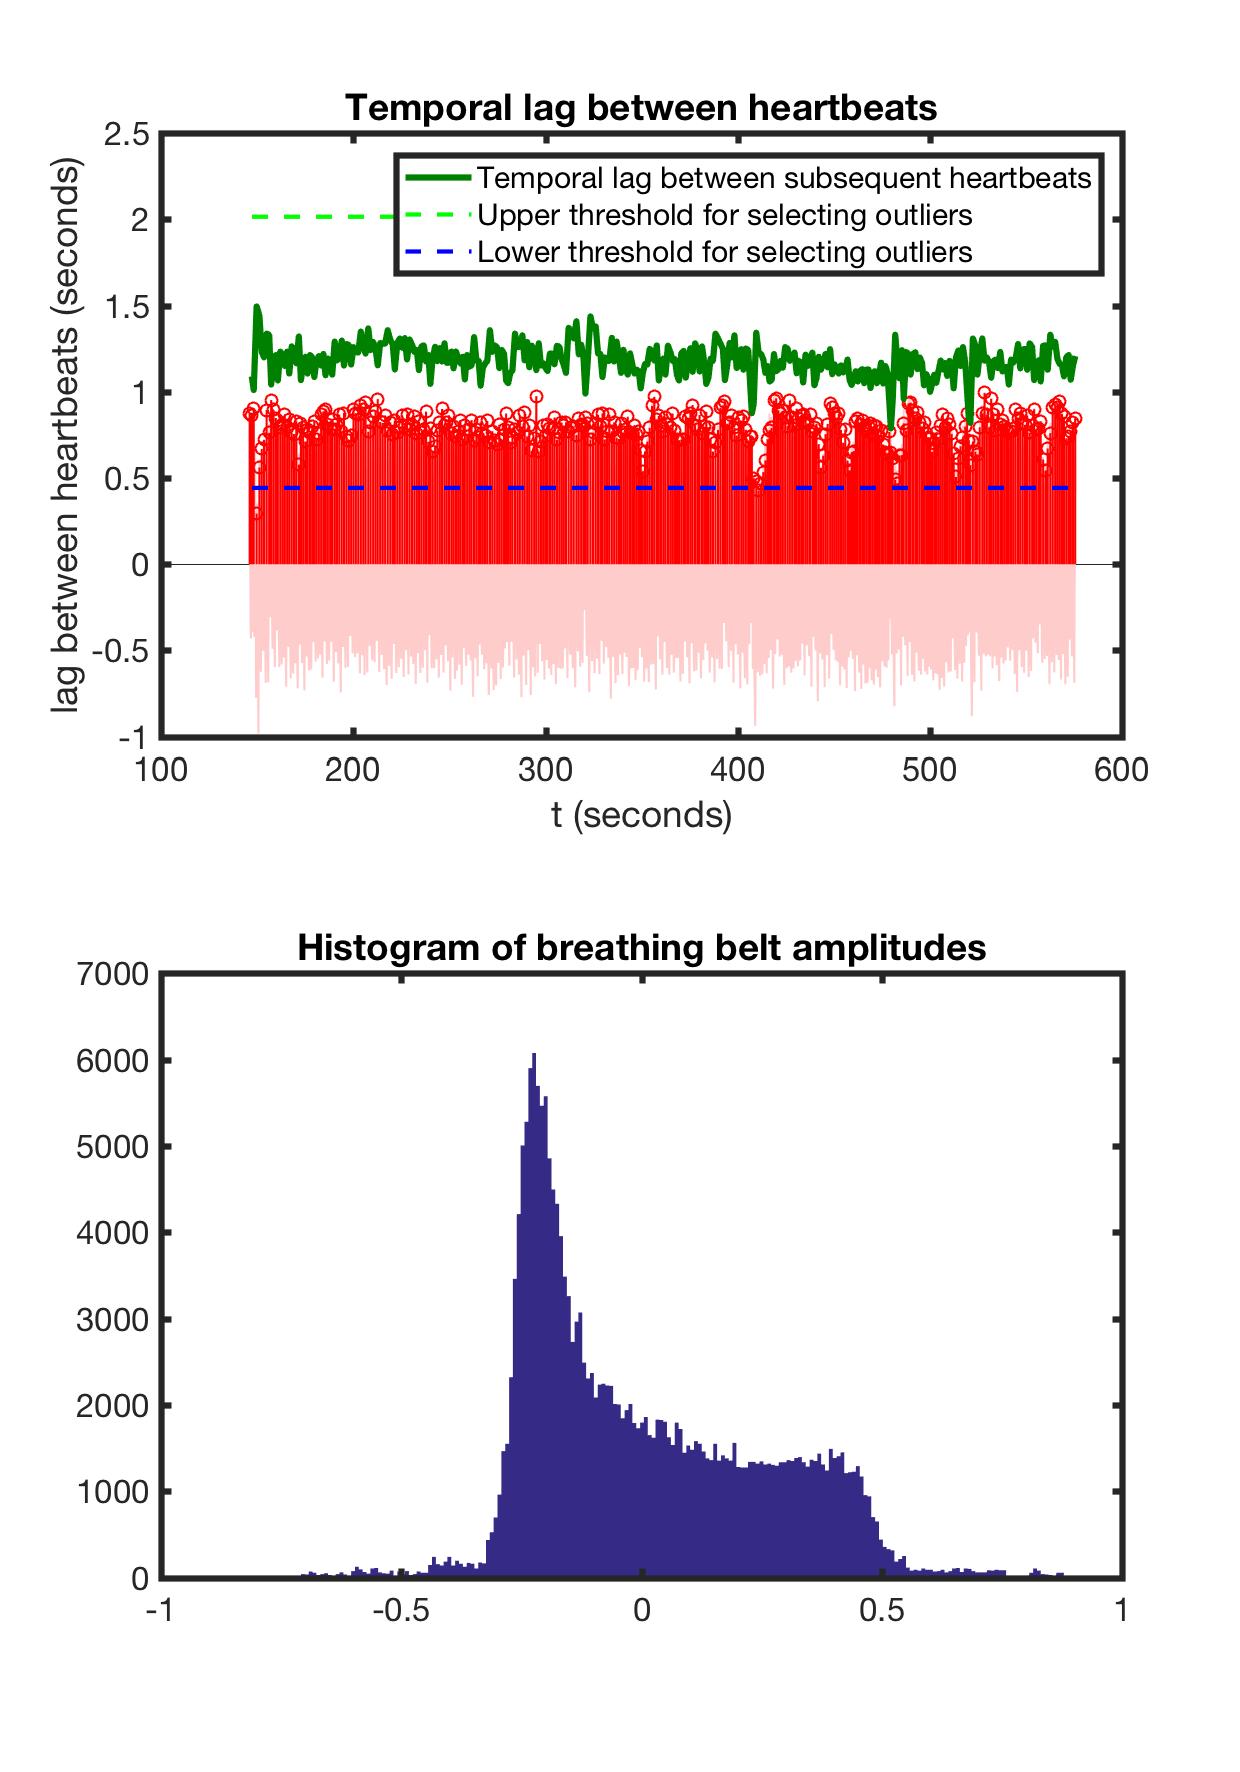 Temporal lag between heartbeats
lag between heartbeats (seconds)
2.5
2
1.5
1
0.5
0
-0.5
-1
Temporal lag between subsequent heartbeats
Upper threshold for selecting outliers
Lower threshold for selecting outliers
100 200 300 400 500 600
t (seconds)
Histogram of breathing belt amplitudes
7000
6000
5000
4000
3000
2000
1000
0
-1 -0.5 0 0.5 1